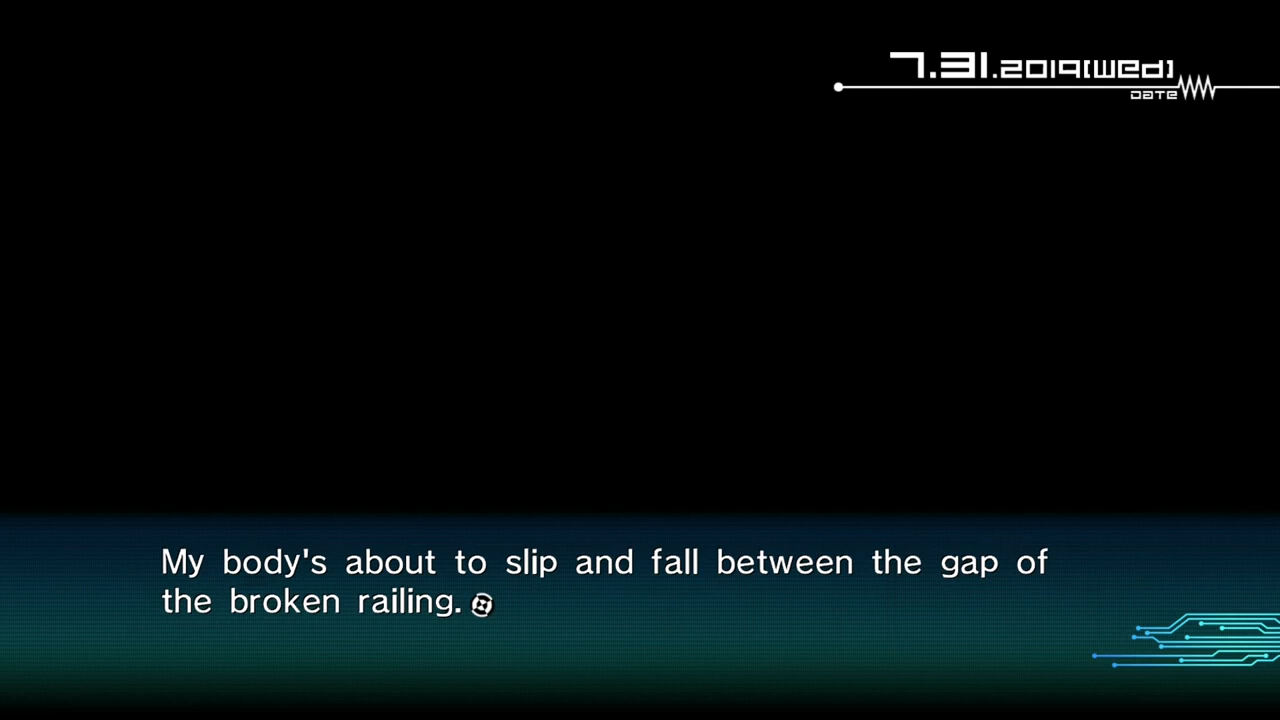 7.31.2019[Wed]
DATE
My body's about to slip and fall between the gap of
the broken railing.